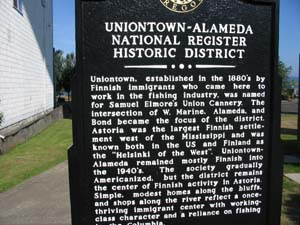 OREGON
UNIONTOWN-ALAMEDA
NATIONAL REGISTER
HISTORIC DISTRICT
Uniontown, established in the 1880's by
Finnish immigrants who came here to
work in the fishing industry, was named
for Samuel Elmore's Union Cannery. The
intersection of W. Marine, Alameda, and
Bond became the focus of the district.
Astoria was the largest Finnish settle-
ment west of the Mississippi and was
known both in the US and Finland as
the "Helsinki of the West". Uniontown-
Alameda remained mostly Finnish into
the 1940's. The society gradually
Americanized, but the district remains
the center of Finnish activity in Astoria.
Simple, modest homes along the bluffs,
and shops along the river reflect a once-
thriving immigrant center with working-
class character and a reliance on fishing
the Columbia.